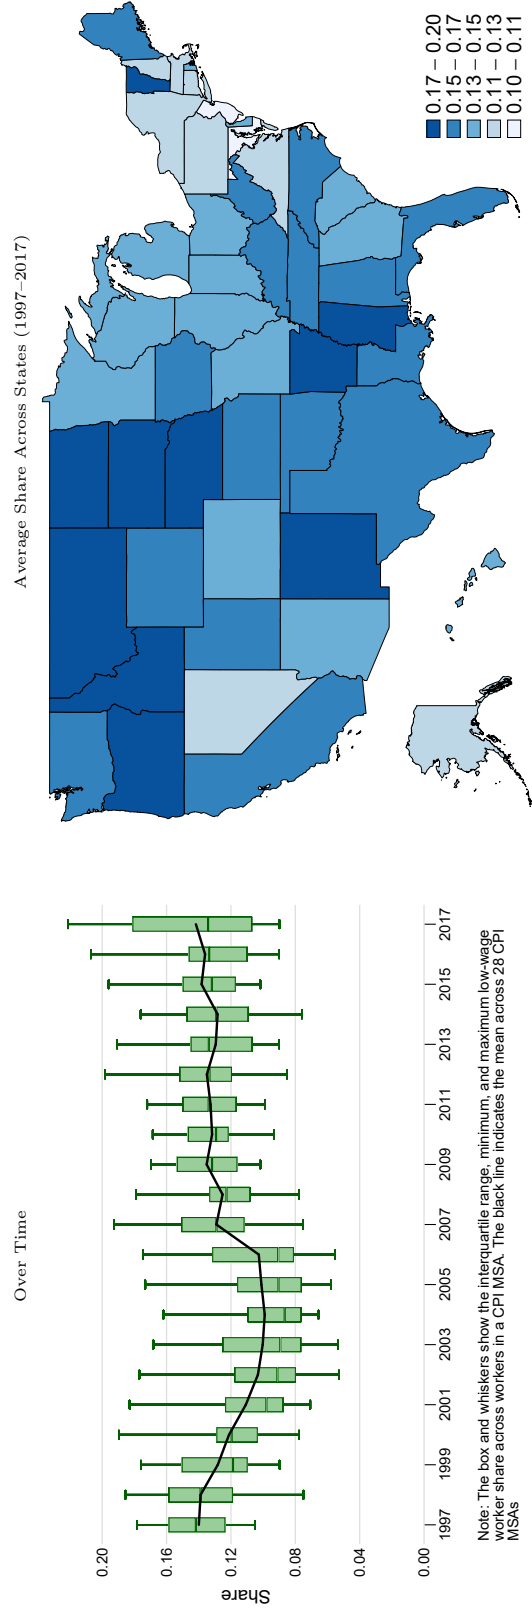 Over Time
Share
0.20
0.16
0.12
0.08
0.04
0.00
1997
1999
2001
2003
2005
2007
2009
2011
2013
2015
2017
Note: The box and whiskers show the interquartile range, minimum, and maximum low-wage
worker share across workers in a CPI MSA. The black line indicates the mean across 28 CPI
MSAs
Average Share Across States (1997–2017)
0.17 – 0.20
0.15 – 0.17
0.13 – 0.15
0.11 – 0.13
0.10 – 0.11